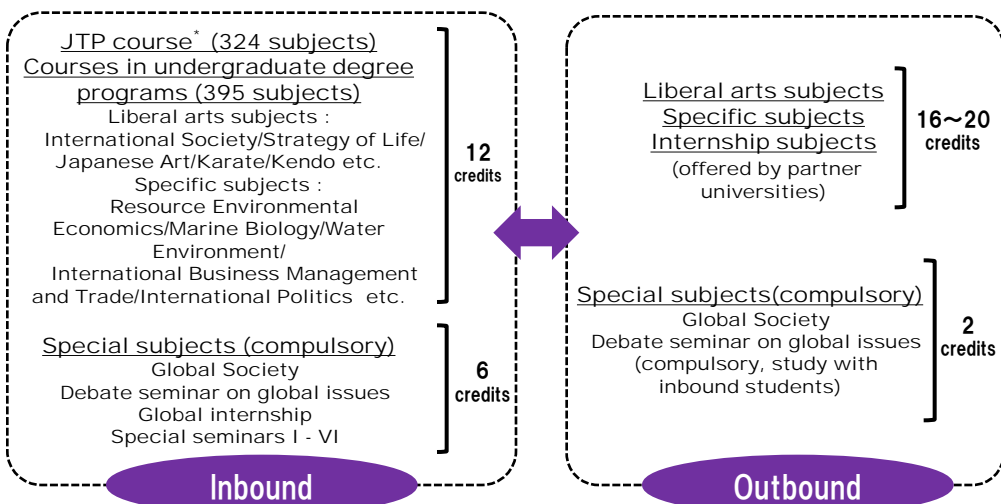 JTP course* (324 subjects)
Courses in undergraduate degree
programs (395 subjects)
Liberal arts subjects :
International Society/Strategy of Life/
Japanese Art/Karate/Kendo etc.
Specific subjects :
Resource Environmental
Economics/Marine Biology/Water
Environment/
International Business Management
and Trade/International Politics etc.
12
credits
Special subjects (compulsory)
Global Society
Debate seminar on global issues
Global internship
Special seminars I - VI
6
credits
Inbound
Liberal arts subjects
Specific subjects
Internship subjects
(offered by partner
universities)
16～20
credits
Special subjects(compulsory)
Global Society
Debate seminar on global issues
(compulsory, study with
inbound students)
2
credits
Outbound